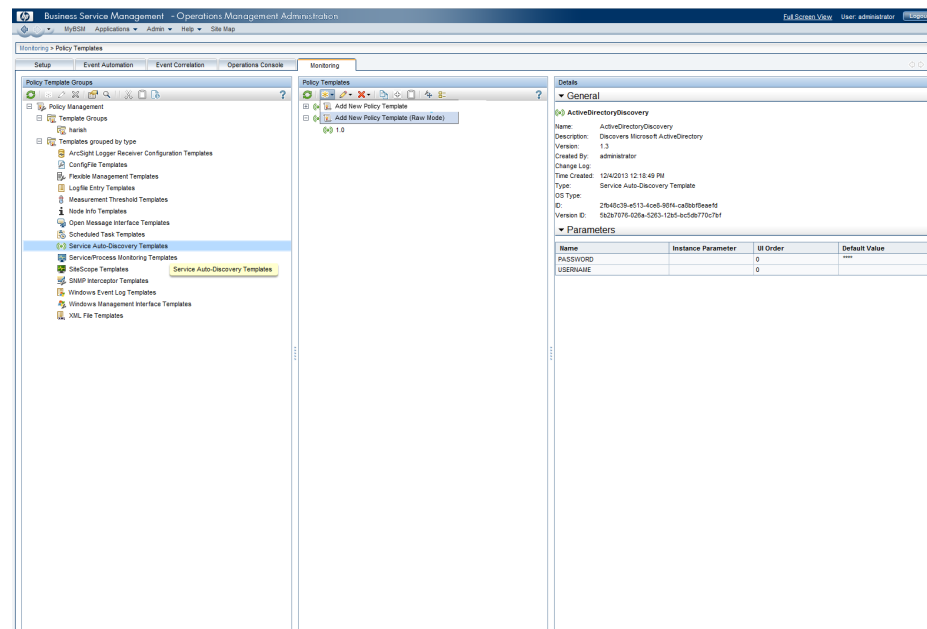 hp Business Service Management - Operations Management Administration Full Screen View User: administrator
MyBSM Applications Admin Help Site Map
Monitoring > Policy Templates
Setup Event Automation Event Correlation Operations Console Monitoring
Policy Template Groups
?
Policy Management
Template Groups
harish
Templates grouped by type
ArcSight Logger Receiver Configuration Templates
ConfigFile Templates
Flexible Management Templates
Logfile Entry Templates
Measurement Threshold Templates
Node Info Templates
Open Message Interface Templates
Scheduled Task Templates
Service Auto-Discovery Templates
Service/Process Monitoring Templates
SiteScope Templates
Service Auto-Discovery Templates
SNMP Interceptor Templates
Windows Event Log Templates
Windows Management Interface Templates
XML File Templates
Policy Templates
?
Add New Policy Template
Add New Policy Template (Raw Mode)
1.0
Details
General
ActiveDirectoryDiscovery
Name: ActiveDirectoryDiscovery
Description: Discovers Microsoft ActiveDirectory
Version: 1.3
Created By: administrator
Change Log:
Time Created: 12/4/2013 12:18:49 PM
Type: Service Auto-Discovery Template
OS Type:
ID: 2fb48c39-e513-4ce8-98f4-ca8bbf8eaefd
Version ID: 5b2b7076-026a-5263-12b5-bc5db770c7bf
Parameters
Name Instance Parameter UI Order Default Value
PASSWORD 0 ****
USERNAME 0